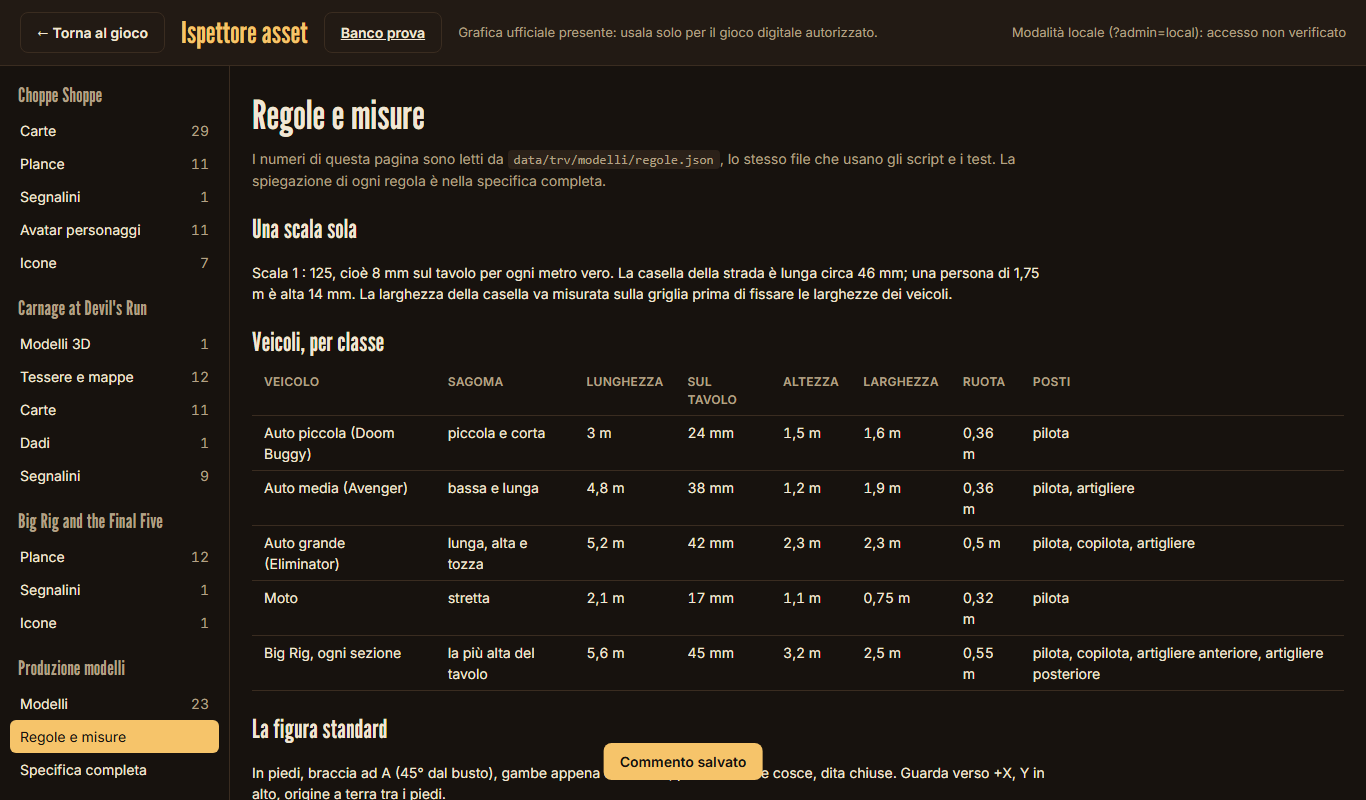 ← Torna al gioco
Ispettore asset
Banco prova
Grafica ufficiale presente: usala solo per il gioco digitale autorizzato.
Modalità locale (?admin=local): accesso non verificato
Choppe Shoppe
Carte 29
Plance 11
Segnalini 1
Avatar personaggi 11
Icone 7
Carnage at Devil's Run
Modelli 3D 1
Tessere e mappe 12
Carte 11
Dadi 1
Segnalini 9
Big Rig and the Final Five
Plance 12
Segnalini 1
Icone 1
Produzione modelli
Modelli 23
Regole e misure
Specifica completa
Regole e misure
I numeri di questa pagina sono letti da data/trv/modelli/regole.json, lo stesso file che usano gli script e i test. La
spiegazione di ogni regola è nella specifica completa.
Una scala sola
Scala 1 : 125, cioè 8 mm sul tavolo per ogni metro vero. La casella della strada è lunga circa 46 mm; una persona di 1,75
m è alta 14 mm. La larghezza della casella va misurata sulla griglia prima di fissare le larghezze dei veicoli.
Veicoli, per classe
VEICOLO SAGOMA LUNGHEZZA SUL TAVOLO ALTEZZA LARGHEZZA RUOTA POSTI
Auto piccola (Doom Buggy) piccola e corta 3 m 24 mm 1,5 m 1,6 m 0,36 m pilota
Auto media (Avenger) bassa e lunga 4,8 m 38 mm 1,2 m 1,9 m 0,36 m pilota, artigliere
Auto grande (Eliminator) lunga, alta e tozza 5,2 m 42 mm 2,3 m 2,3 m 0,5 m pilota, copilota, artigliere
Moto stretta 2,1 m 17 mm 1,1 m 0,75 m 0,32 m pilota
Big Rig, ogni sezione la più alta del tavolo 5,6 m 45 mm 3,2 m 2,5 m 0,55 m pilota, copilota, artigliere anteriore, artigliere posteriore
La figura standard
In piedi, braccia ad A (45° dal busto), gambe appena e cosce, dita chiuse. Guarda verso +X, Y in
alto, origine a terra tra i piedi.
Commento salvato